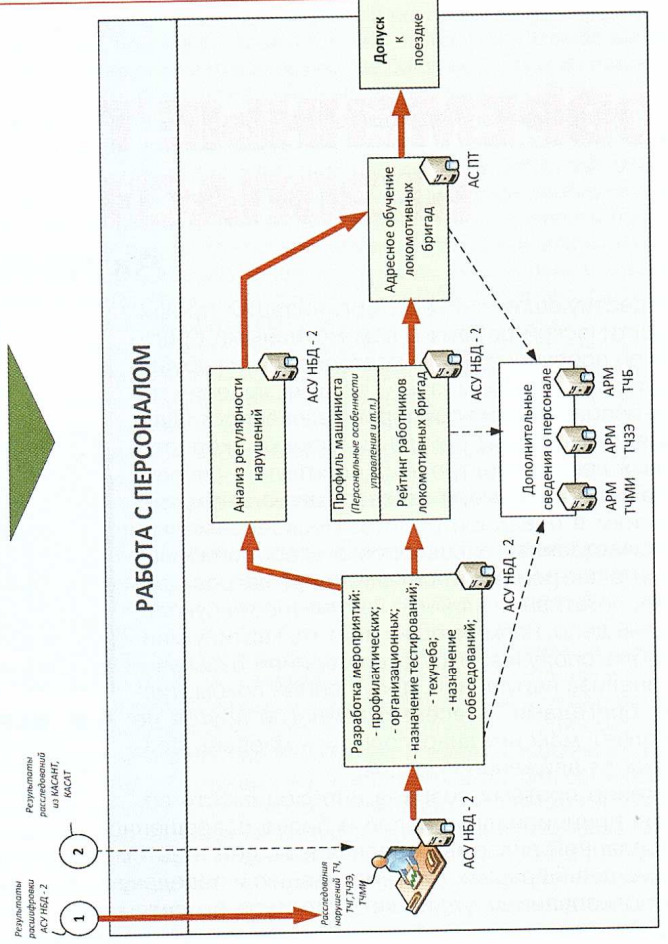 РАБОТА С ПЕРСОНАЛОМ
Результаты
расшифровки
АСУ НБД - 2
1
Результаты
расследований
из КАСАНТ,
КАСАТ
2
Расследования
нарушений ТЧ,
ТЧГ, ТЧЗЭ,
ТЧМИ
АСУ НБД - 2
Разработка мероприятий:
- профилактических;
- организационных;
- назначение тестирований;
- техучеба;
- назначение
собеседований;
АСУ НБД - 2
Анализ регулярности
нарушений
АСУ НБД - 2
Профиль машиниста
(Персональные особенности
управления и т.п.)
Рейтинг работников
локомотивных бригад
АСУ НБД - 2
Дополнительные
сведения о персонале
АРМ
ТЧМИ
АРМ
ТЧЗЭ
АРМ
ТЧБ
Адресное обучение
локомотивных
бригад
АС ПТ
Допуск
к
поездке